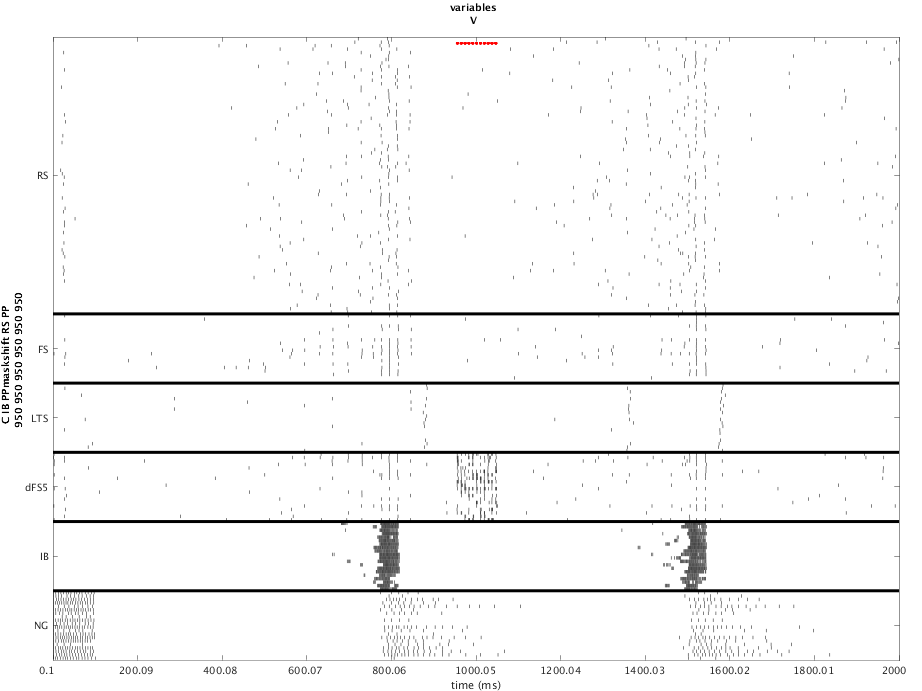 variables
V
C IB PPmaskshift RS PP
950 950 950 950 950 950
RS
FS
LTS
dFS5
IB
NG
0.1 200.09 400.08 600.07 800.06 1000.05 1200.04 1400.03 1600.02 1800.01 2000
time (ms)